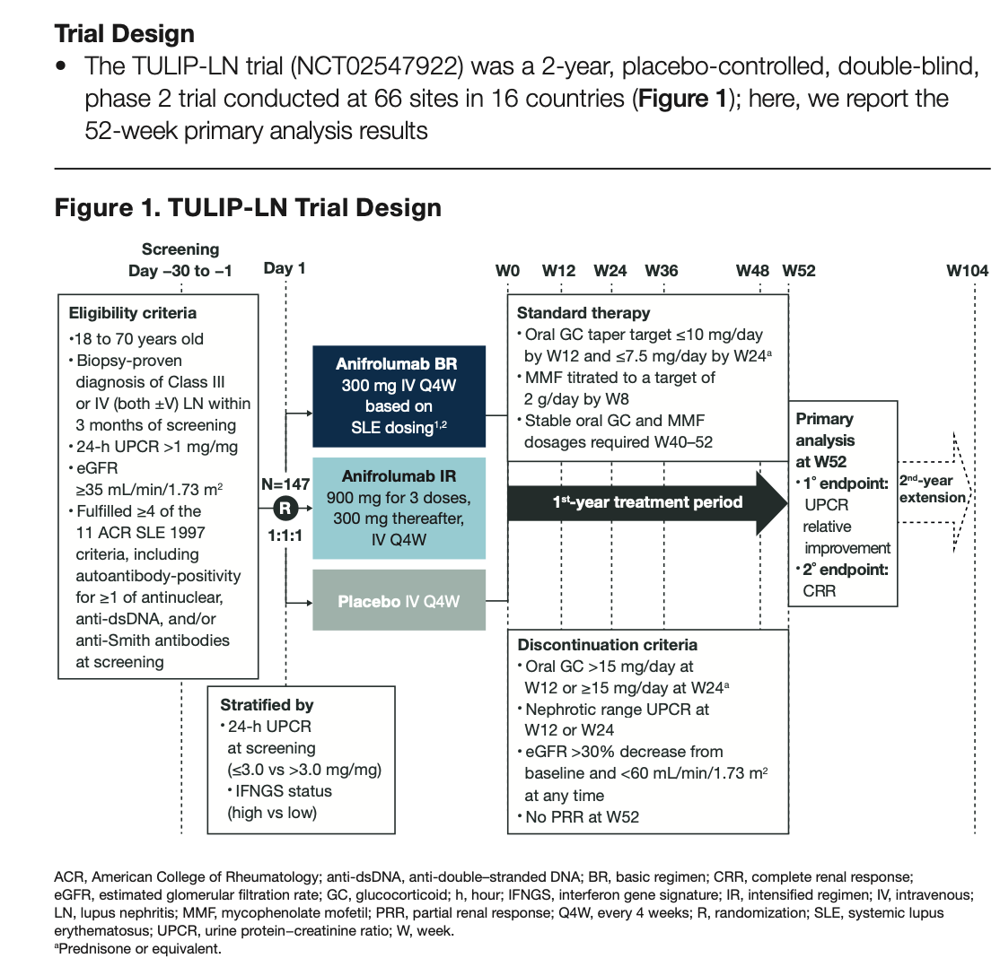 Trial Design
• The TULIP-LN trial (NCT02547922) was a 2-year, placebo-controlled, double-blind,
phase 2 trial conducted at 66 sites in 16 countries (Figure 1); here, we report the
52-week primary analysis results
Figure 1. TULIP-LN Trial Design
Screening
Day −30 to −1
Day 1
W0
W12
W24
W36
W48
W52
W104
Eligibility criteria
•18 to 70 years old
• Biopsy-proven
diagnosis of Class III
or IV (both ±V) LN within
3 months of screening
• 24-h UPCR >1 mg/mg
• eGFR
≥35 mL/min/1.73 m²
• Fulfilled ≥4 of the
11 ACR SLE 1997
criteria, including
autoantibody-positivity
for ≥1 of antinuclear,
anti-dsDNA, and/or
anti-Smith antibodies
at screening
N=147
R
1:1:1
Stratified by
• 24-h UPCR
at screening
(≤3.0 vs >3.0 mg/mg)
• IFNGS status
(high vs low)
Anifrolumab BR
300 mg IV Q4W
based on
SLE dosing¹,²
Anifrolumab IR
900 mg for 3 doses,
300 mg thereafter,
IV Q4W
Placebo IV Q4W
Standard therapy
• Oral GC taper target ≤10 mg/day
by W12 and ≤7.5 mg/day by W24ᵃ
• MMF titrated to a target of
2 g/day by W8
• Stable oral GC and MMF
dosages required W40–52
1st-year treatment period
Discontinuation criteria
• Oral GC >15 mg/day at
W12 or ≥15 mg/day at W24ᵃ
• Nephrotic range UPCR at
W12 or W24
• eGFR >30% decrease from
baseline and <60 mL/min/1.73 m²
at any time
• No PRR at W52
Primary
analysis
at W52
• 1° endpoint:
UPCR
relative
improvement
• 2° endpoint:
CRR
2nd-year
extension
ACR, American College of Rheumatology; anti-dsDNA, anti-double–stranded DNA; BR, basic regimen; CRR, complete renal response;
eGFR, estimated glomerular filtration rate; GC, glucocorticoid; h, hour; IFNGS, interferon gene signature; IR, intensified regimen; IV, intravenous;
LN, lupus nephritis; MMF, mycophenolate mofetil; PRR, partial renal response; Q4W, every 4 weeks; R, randomization; SLE, systemic lupus
erythematosus; UPCR, urine protein–creatinine ratio; W, week.
ᵃPrednisone or equivalent.